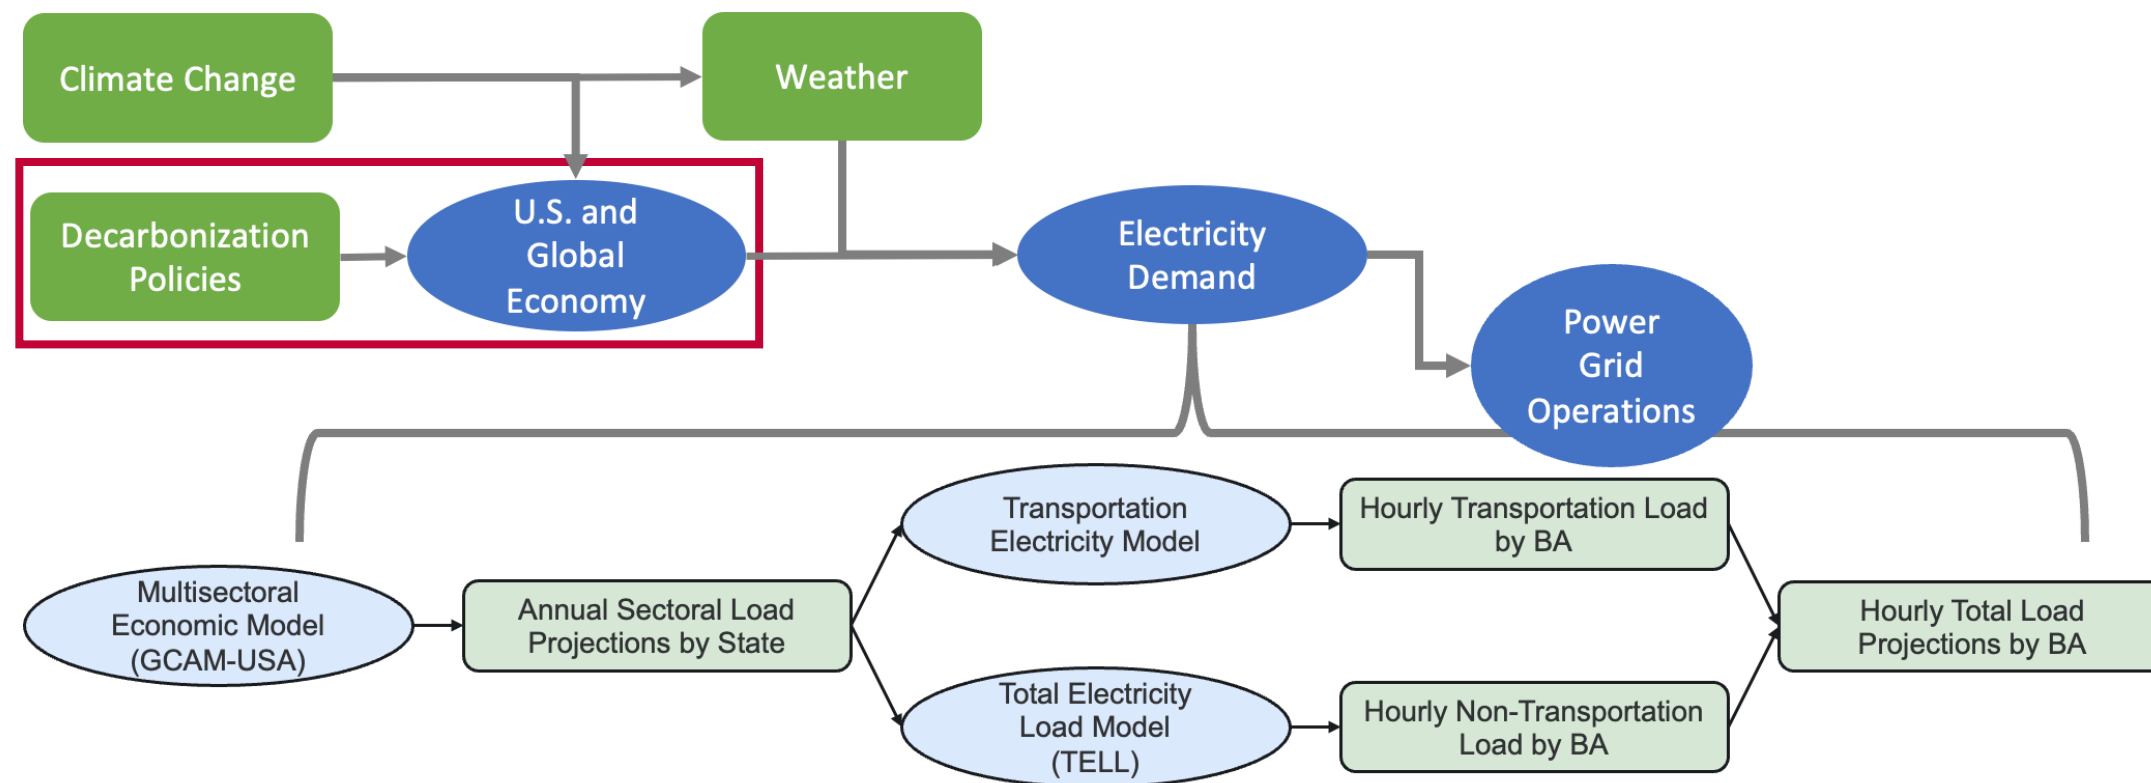 Climate Change
Weather
Decarbonization
Policies
U.S. and
Global
Economy
Electricity
Demand
Power
Grid
Operations
Multisectoral
Economic Model
(GCAM-USA)
Annual Sectoral Load
Projections by State
Transportation
Electricity Model
Hourly Transportation Load
by BA
Total Electricity
Load Model
(TELL)
Hourly Non-Transportation
Load by BA
Hourly Total Load
Projections by BA